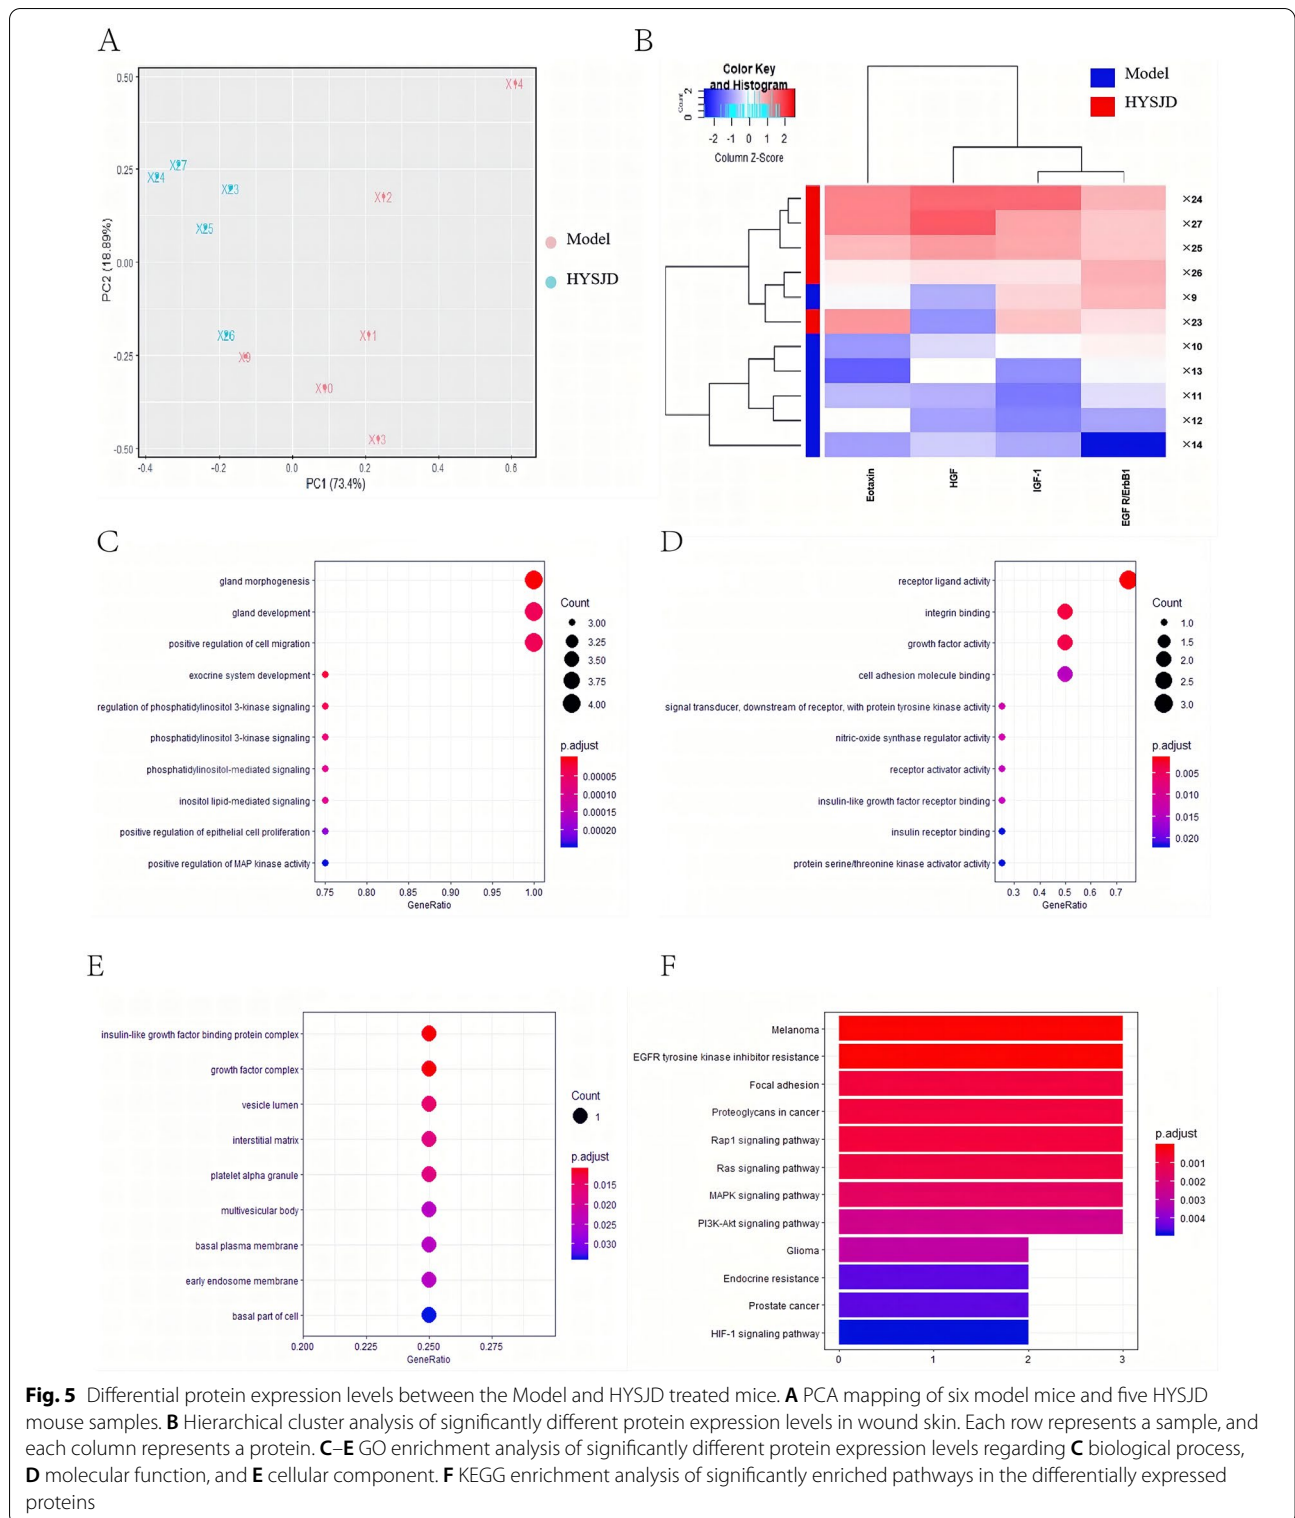 A
0.50
0.25
0.00
-0.25
-0.50
PC2 (18.89%)
X14
X27
X24
X23
X12
X25
X26
X11
X9
X10
X13
-0.4
-0.2
0.0
0.2
0.4
0.6
PC1 (73.4%)
Model
HYSJD
B
Color Key
and Histogram
Count
0
2
-2 -1 0 1 2
Column Z-Score
Model
HYSJD
×24
×27
×25
×26
×9
×23
×10
×13
×11
×12
×14
Eotaxin
HGF
IGF-1
EGF R/ErbB1
C
gland morphogenesis
gland development
positive regulation of cell migration
exocrine system development
regulation of phosphatidylinositol 3-kinase signaling
phosphatidylinositol 3-kinase signaling
phosphatidylinositol-mediated signaling
inositol lipid-mediated signaling
positive regulation of epithelial cell proliferation
positive regulation of MAP kinase activity
0.75 0.80 0.85 0.90 0.95 1.00
GeneRatio
Count
3.00
3.25
3.50
3.75
4.00
p.adjust
0.00005
0.00010
0.00015
0.00020
D
receptor ligand activity
integrin binding
growth factor activity
cell adhesion molecule binding
signal transducer, downstream of receptor, with protein tyrosine kinase activity
nitric-oxide synthase regulator activity
receptor activator activity
insulin-like growth factor receptor binding
insulin receptor binding
protein serine/threonine kinase activator activity
0.3 0.4 0.5 0.6 0.7
GeneRatio
Count
1.0
1.5
2.0
2.5
3.0
p.adjust
0.005
0.010
0.015
0.020
E
insulin-like growth factor binding protein complex
growth factor complex
vesicle lumen
interstitial matrix
platelet alpha granule
multivesicular body
basal plasma membrane
early endosome membrane
basal part of cell
0.200 0.225 0.250 0.275
GeneRatio
Count
1
p.adjust
0.015
0.020
0.025
0.030
F
Melanoma
EGFR tyrosine kinase inhibitor resistance
Focal adhesion
Proteoglycans in cancer
Rap1 signaling pathway
Ras signaling pathway
MAPK signaling pathway
PI3K-Akt signaling pathway
Glioma
Endocrine resistance
Prostate cancer
HIF-1 signaling pathway
0 1 2 3
p.adjust
0.001
0.002
0.003
0.004
Fig. 5 Differential protein expression levels between the Model and HYSJD treated mice. A PCA mapping of six model mice and five HYSJD
mouse samples. B Hierarchical cluster analysis of significantly different protein expression levels in wound skin. Each row represents a sample, and
each column represents a protein. C–E GO enrichment analysis of significantly different protein expression levels regarding C biological process,
D molecular function, and E cellular component. F KEGG enrichment analysis of significantly enriched pathways in the differentially expressed
proteins